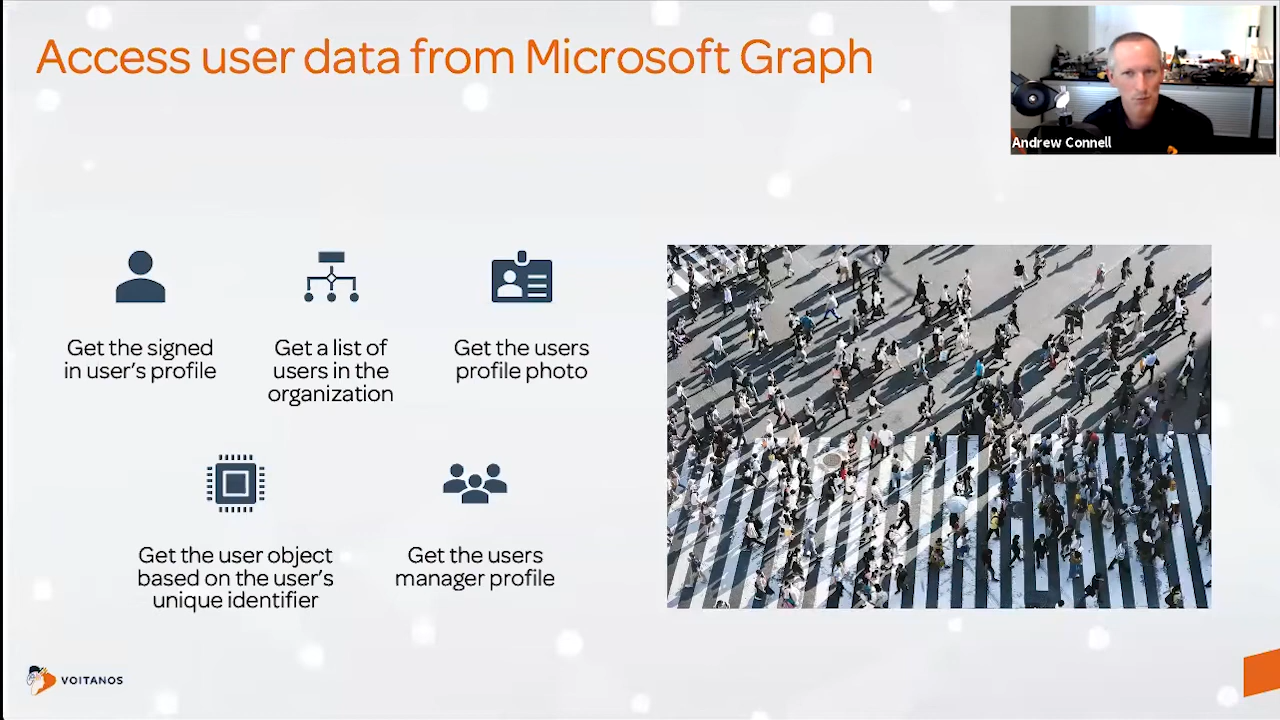 Access user data from Microsoft Graph
Andrew Connell
Get the signed
in user's profile
Get a list of
users in the
organization
Get the users
profile photo
Get the user object
based on the user's
unique identifier
Get the users
manager profile
VOITANOS